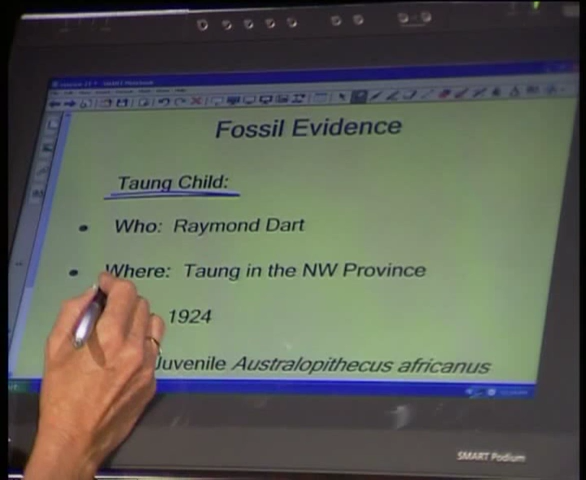 Fossil Evidence
Taung Child:
Who: Raymond Dart
Where: Taung in the NW Province
1924
Juvenile Australopithecus africanus
SMART Podium